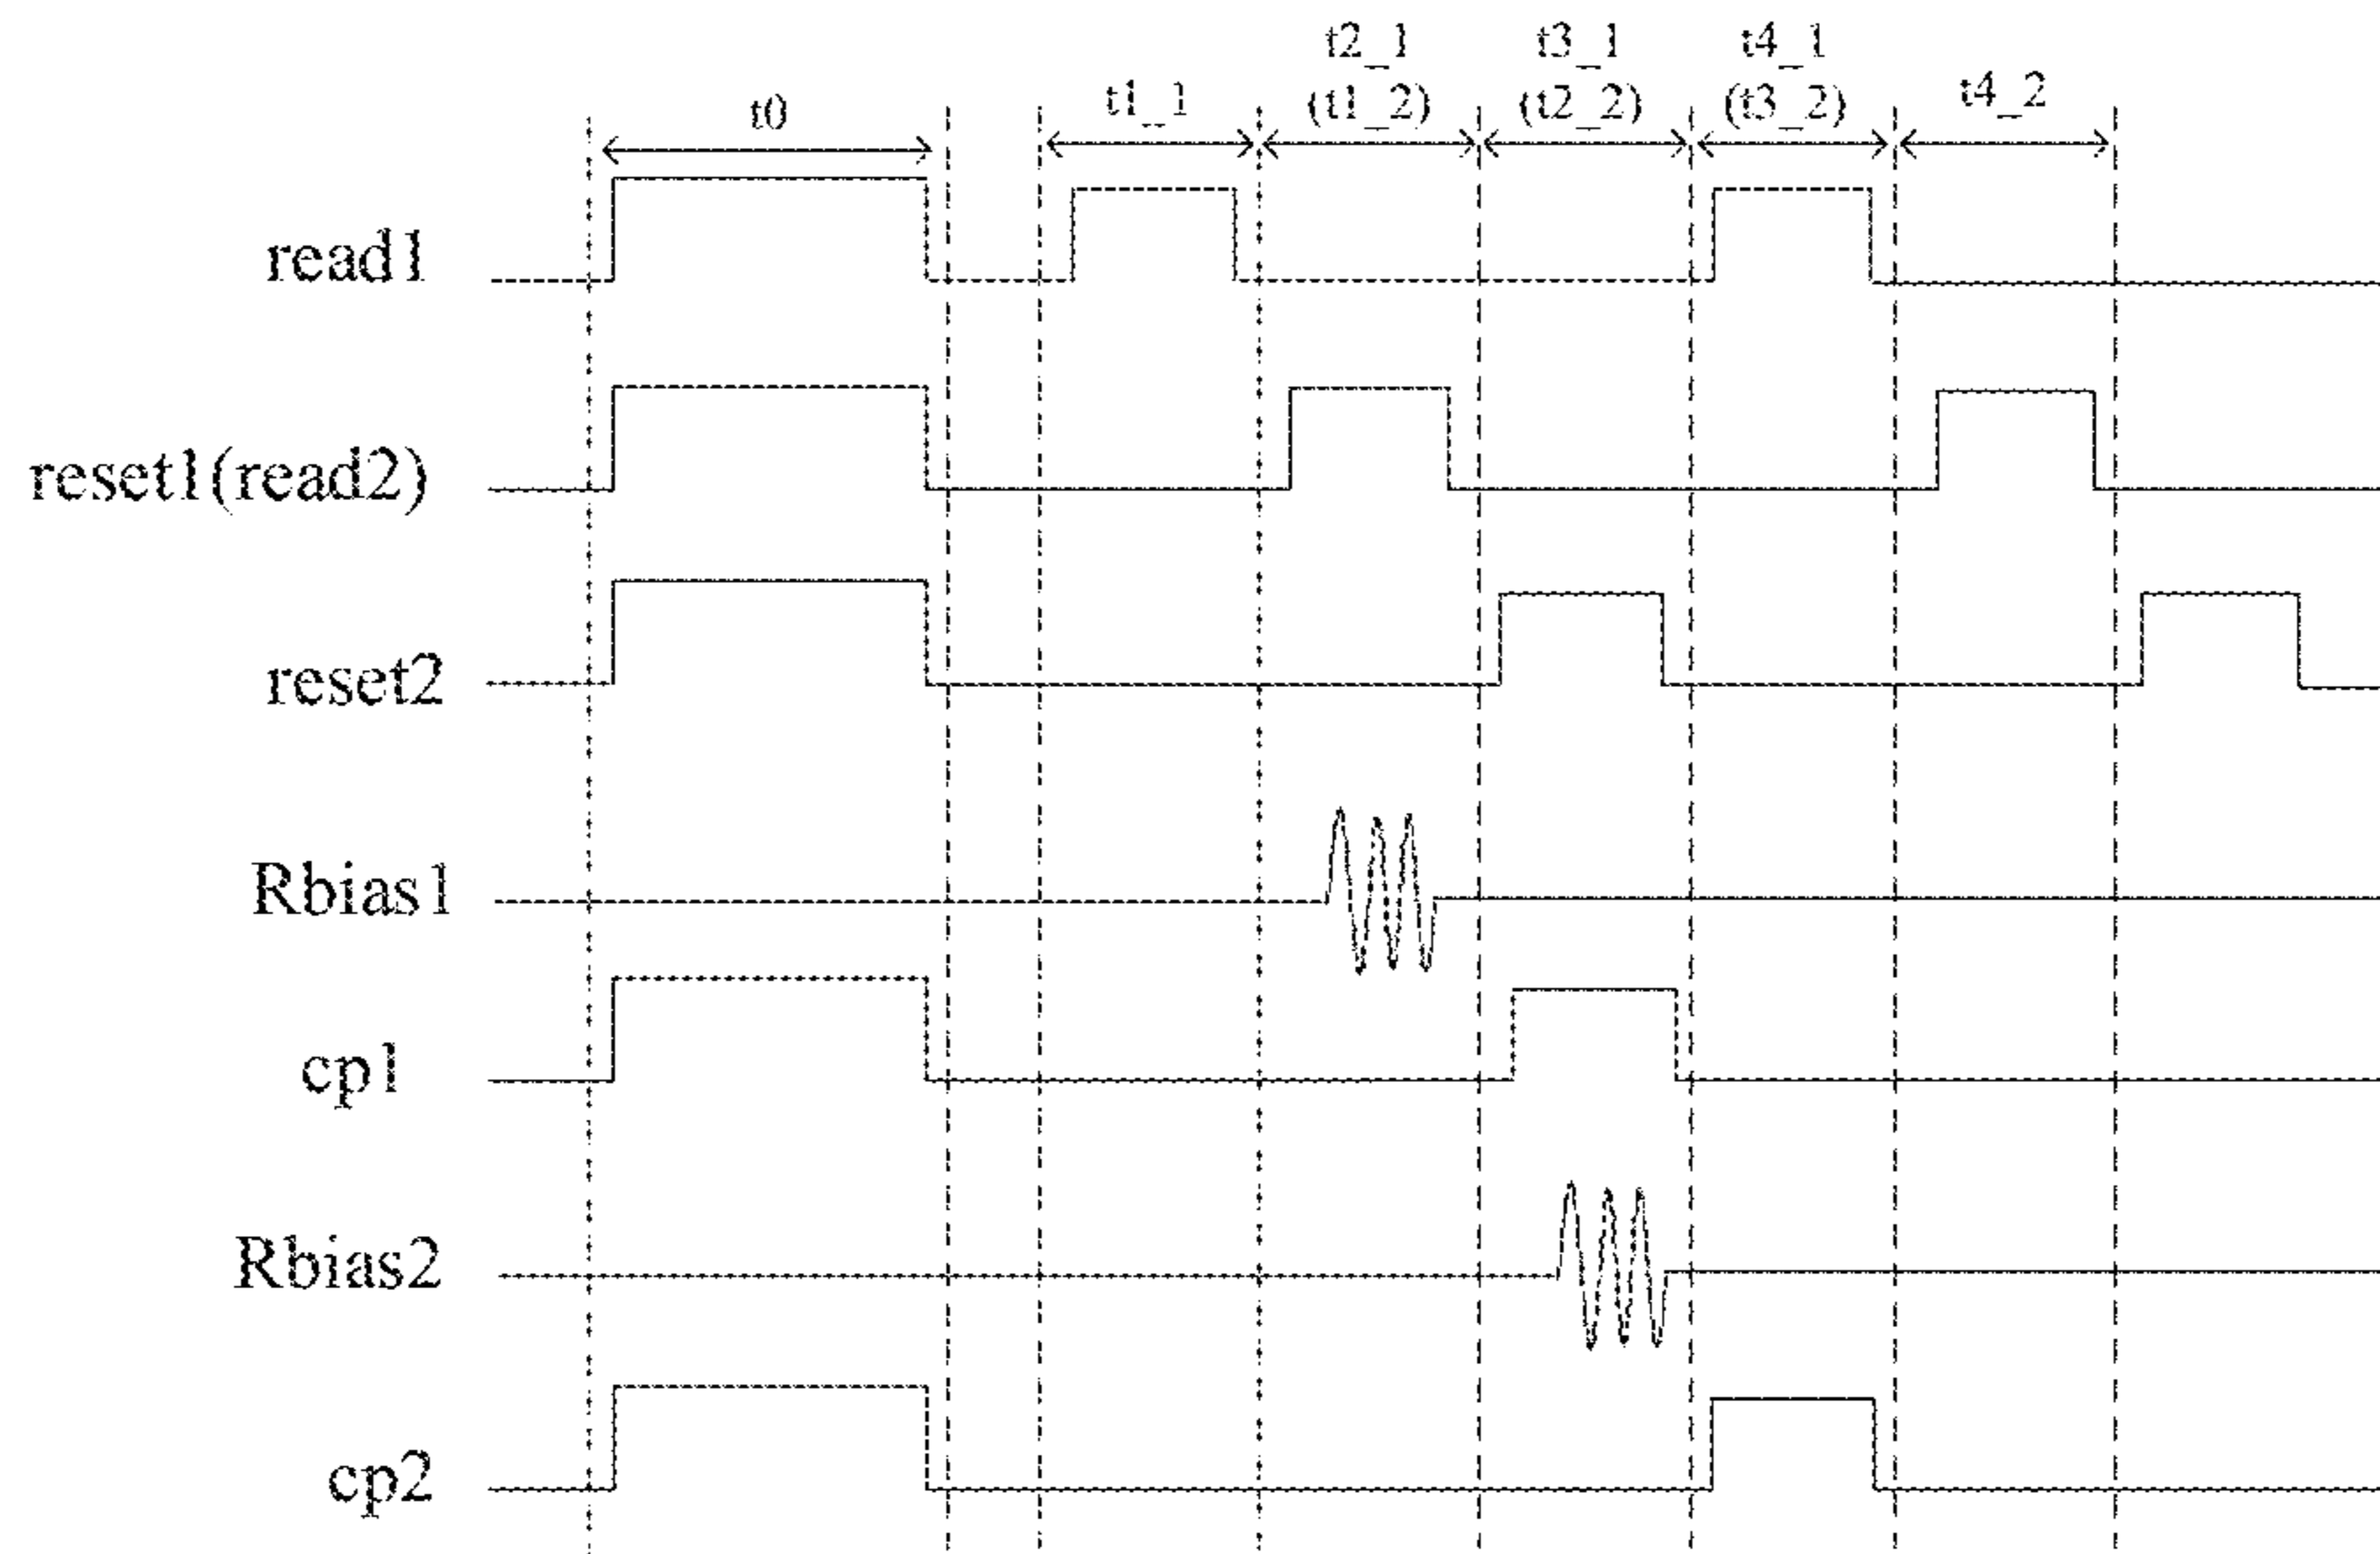 t0
t1_1
t2_1
(t1_2)
t3_1
(t2_2)
t4_1
(t3_2)
t4_2
read1
reset1(read2)
reset2
Rbias1
cp1
Rbias2
cp2